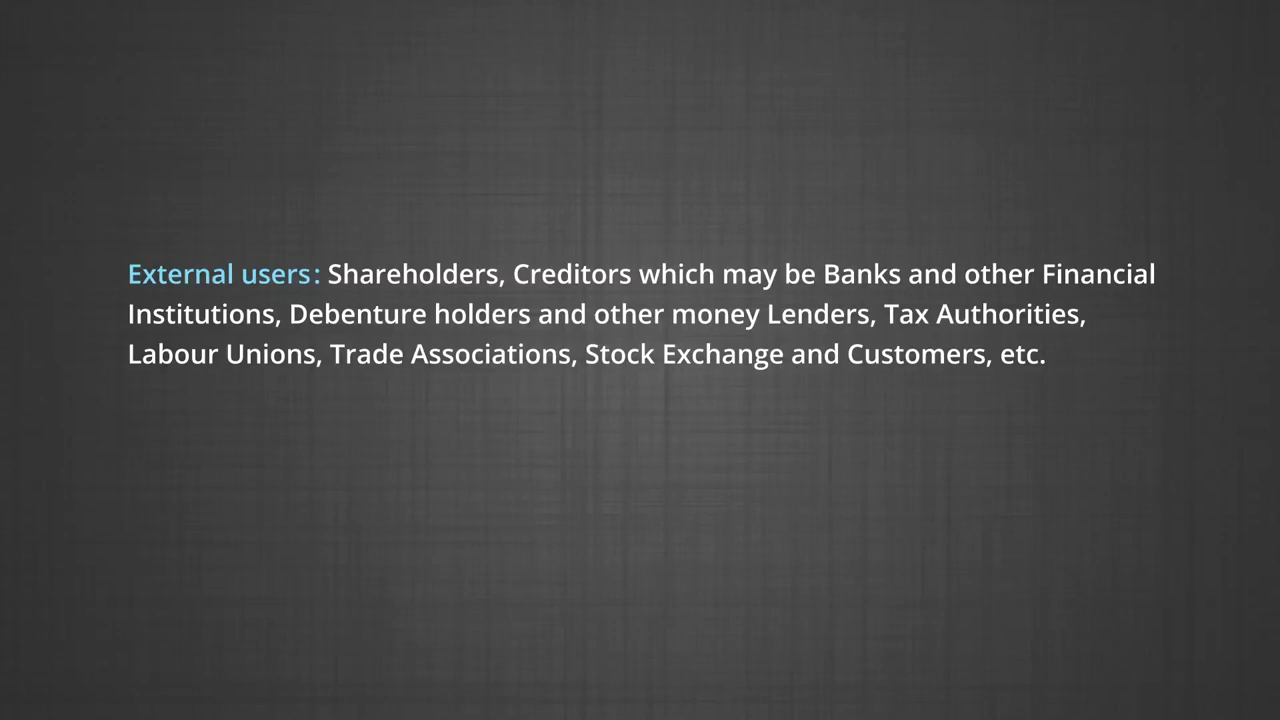 External users: Shareholders, Creditors which may be Banks and other Financial
Institutions, Debenture holders and other money Lenders, Tax Authorities,
Labour Unions, Trade Associations, Stock Exchange and Customers, etc.